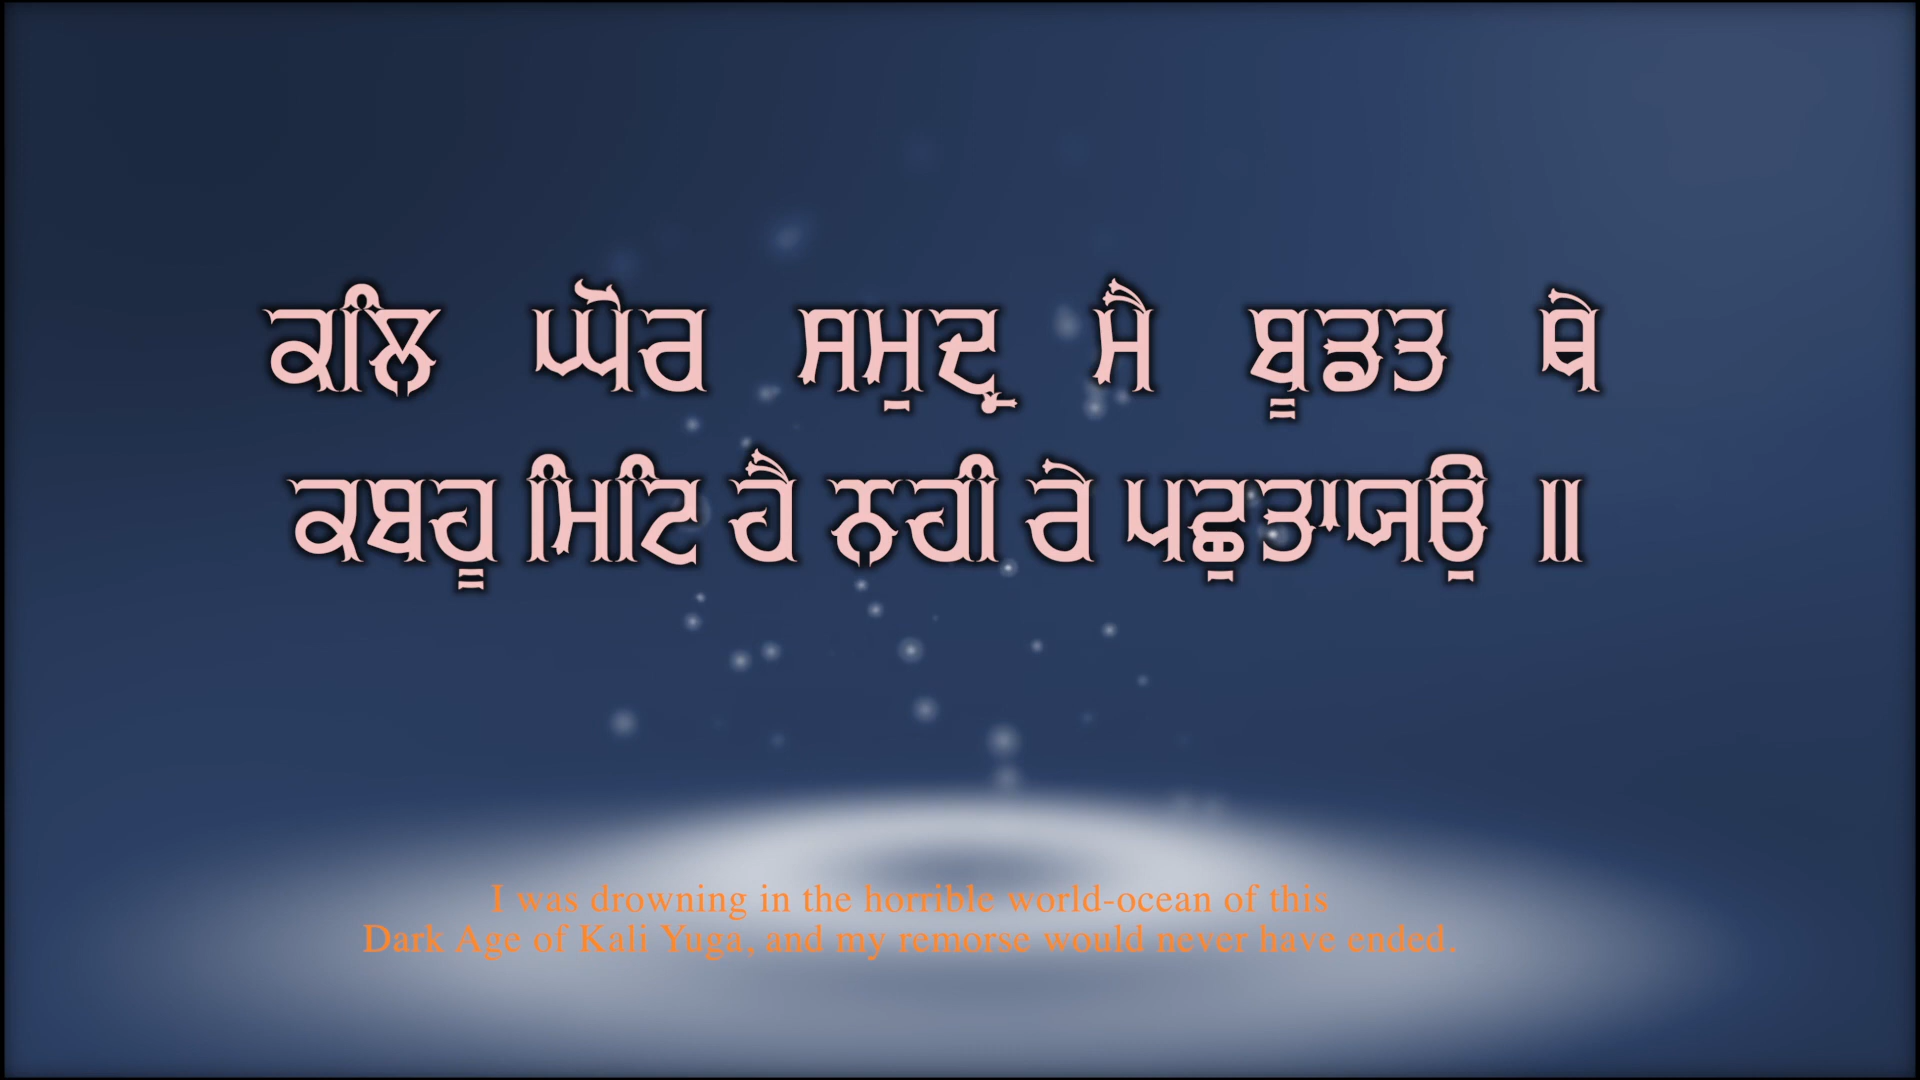 ਕਲਿ ਘੋਰ ਸਮੁਦ੍ਰ ਮੈ ਬੂਡਤ ਥੇ
ਕਬਹੂ ਮਿਟਿ ਹੈ ਨਹੀ ਰੇ ਪਛੁਤਾਯਉ ॥
I was drowning in the horrible world-ocean of this
Dark Age of Kali Yuga, and my remorse would never have ended.